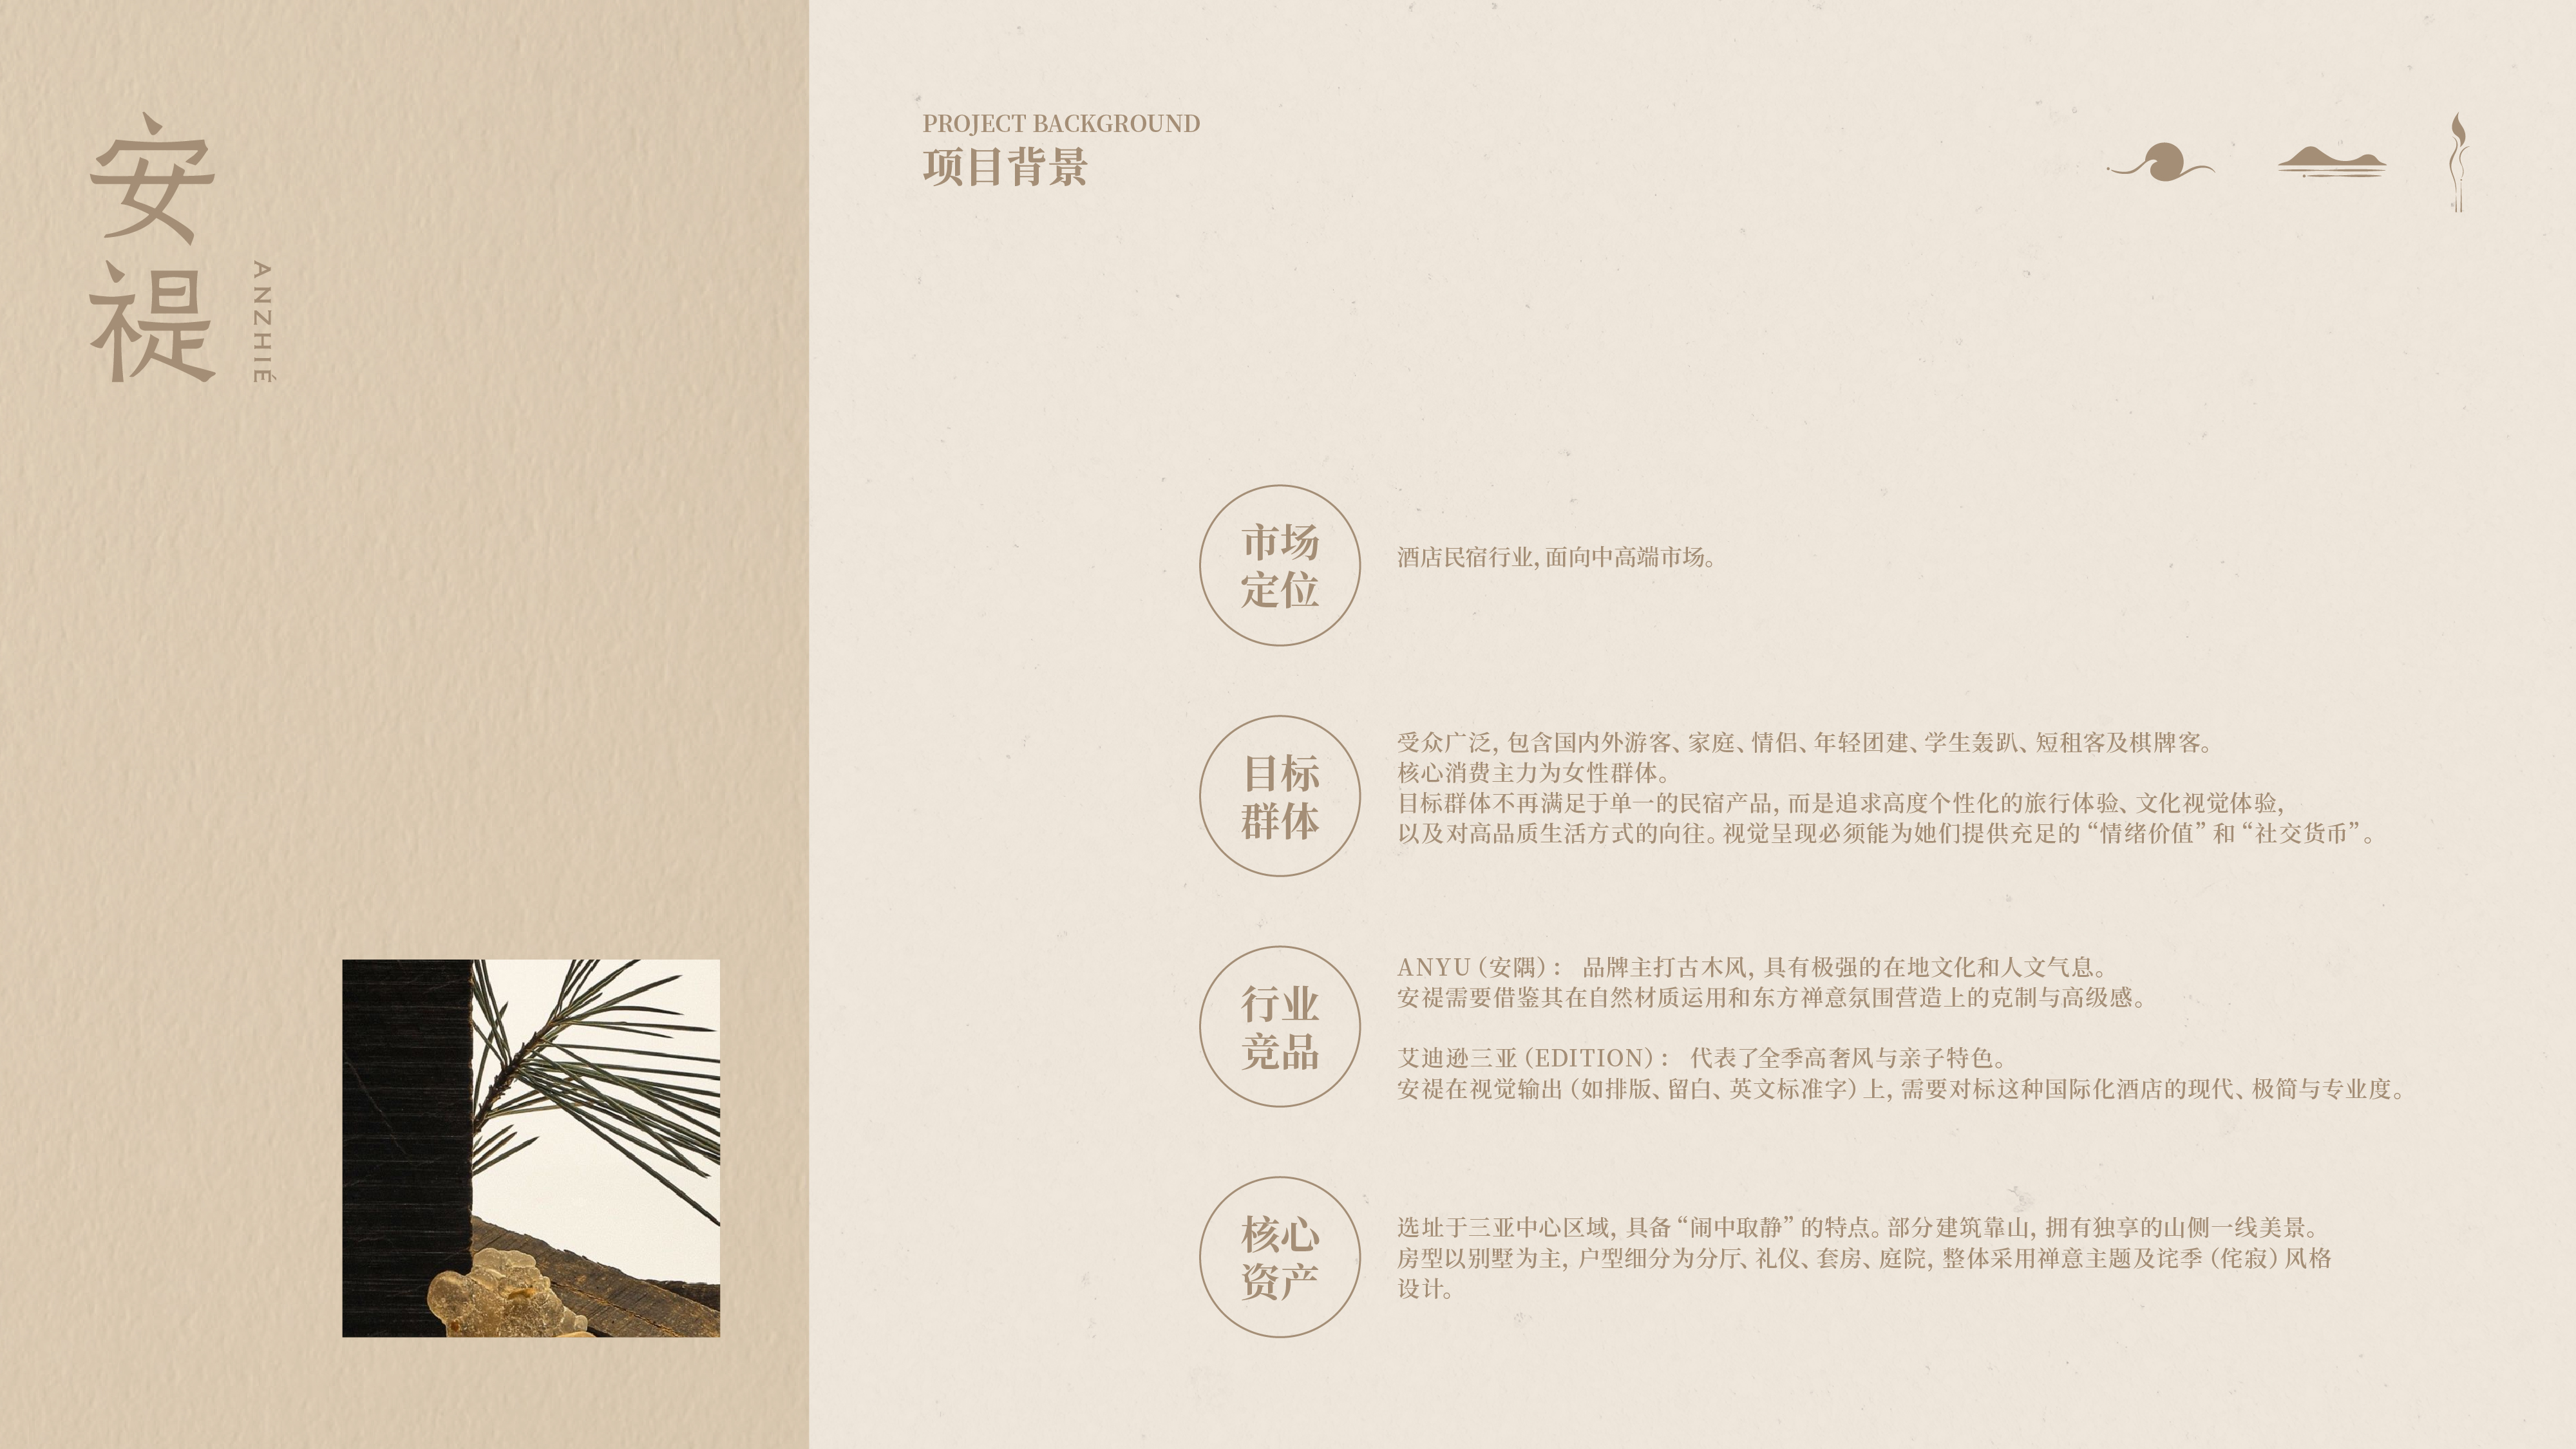 安禔
ANZHIÉ
PROJECT BACKGROUND
项目背景
市场
定位
酒店民宿行业，面向中高端市场。
目标
群体
受众广泛，包含国内外游客、家庭、情侣、年轻团建、学生轰趴、短租客及棋牌客。
核心消费主力为女性群体。
目标群体不再满足于单一的民宿产品，而是追求高度个性化的旅行体验、文化视觉体验，
以及对高品质生活方式的向往。视觉呈现必须能为她们提供充足的“情绪价值”和“社交货币”。
行业
竞品
ANYU（安隅）： 品牌主打古木风，具有极强的在地文化和人文气息。
安禔需要借鉴其在自然材质运用和东方禅意氛围营造上的克制与高级感。
艾迪逊三亚（EDITION）： 代表了全季高奢风与亲子特色。
安禔在视觉输出（如排版、留白、英文标准字）上，需要对标这种国际化酒店的现代、极简与专业度。
核心
资产
选址于三亚中心区域，具备“闹中取静”的特点。部分建筑靠山，拥有独享的山侧一线美景。
房型以别墅为主，户型细分为分厅、礼仪、套房、庭院，整体采用禅意主题及诧季（侘寂）风格
设计。